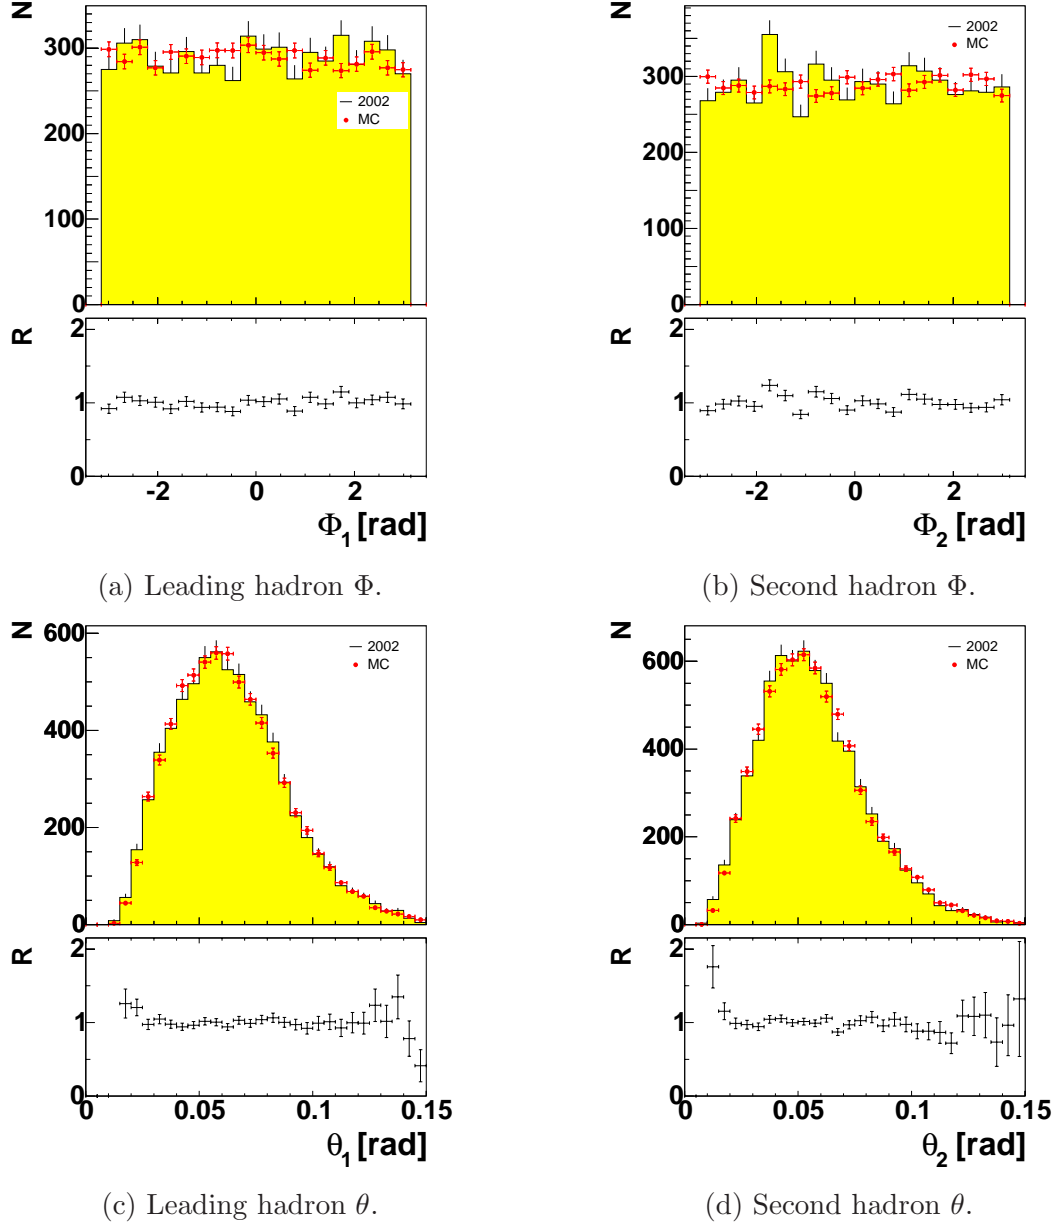 N
300
200
100
0
2002
MC
R
2
1
0
-2 0 2
Φ1 [rad]
(a) Leading hadron Φ.
N
300
200
100
0
2002
MC
R
2
1
0
-2 0 2
Φ2 [rad]
(b) Second hadron Φ.
N
600
400
200
0
2002
MC
R
2
1
0
0 0.05 0.1 0.15
θ1 [rad]
(c) Leading hadron θ.
N
600
400
200
0
2002
MC
R
2
1
0
0 0.05 0.1 0.15
θ2 [rad]
(d) Second hadron θ.